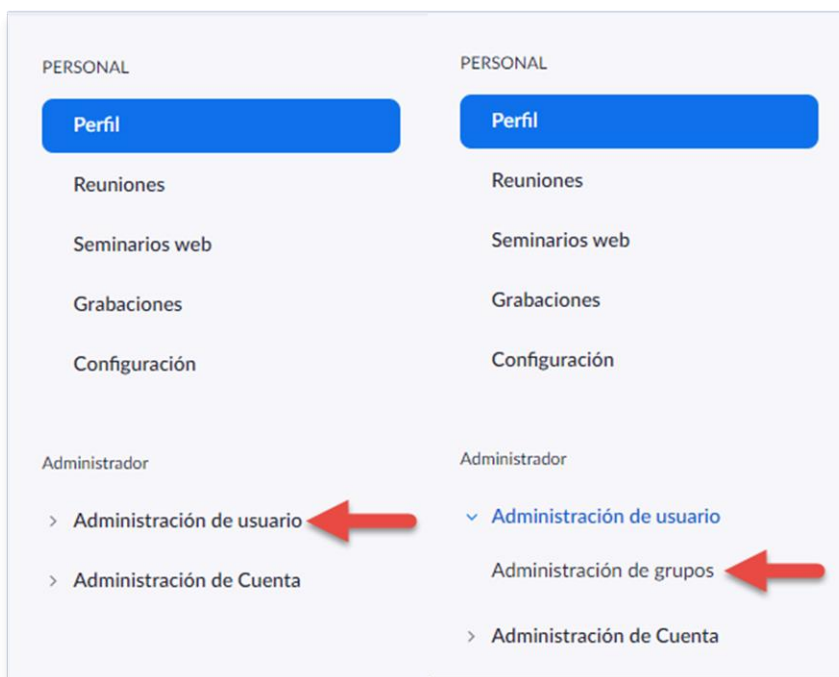 PERSONAL
Perfil
Reuniones
Seminarios web
Grabaciones
Configuración
Administrador
Administración de usuario
Administración de Cuenta
PERSONAL
Perfil
Reuniones
Seminarios web
Grabaciones
Configuración
Administrador
Administración de usuario
Administración de grupos
Administración de Cuenta